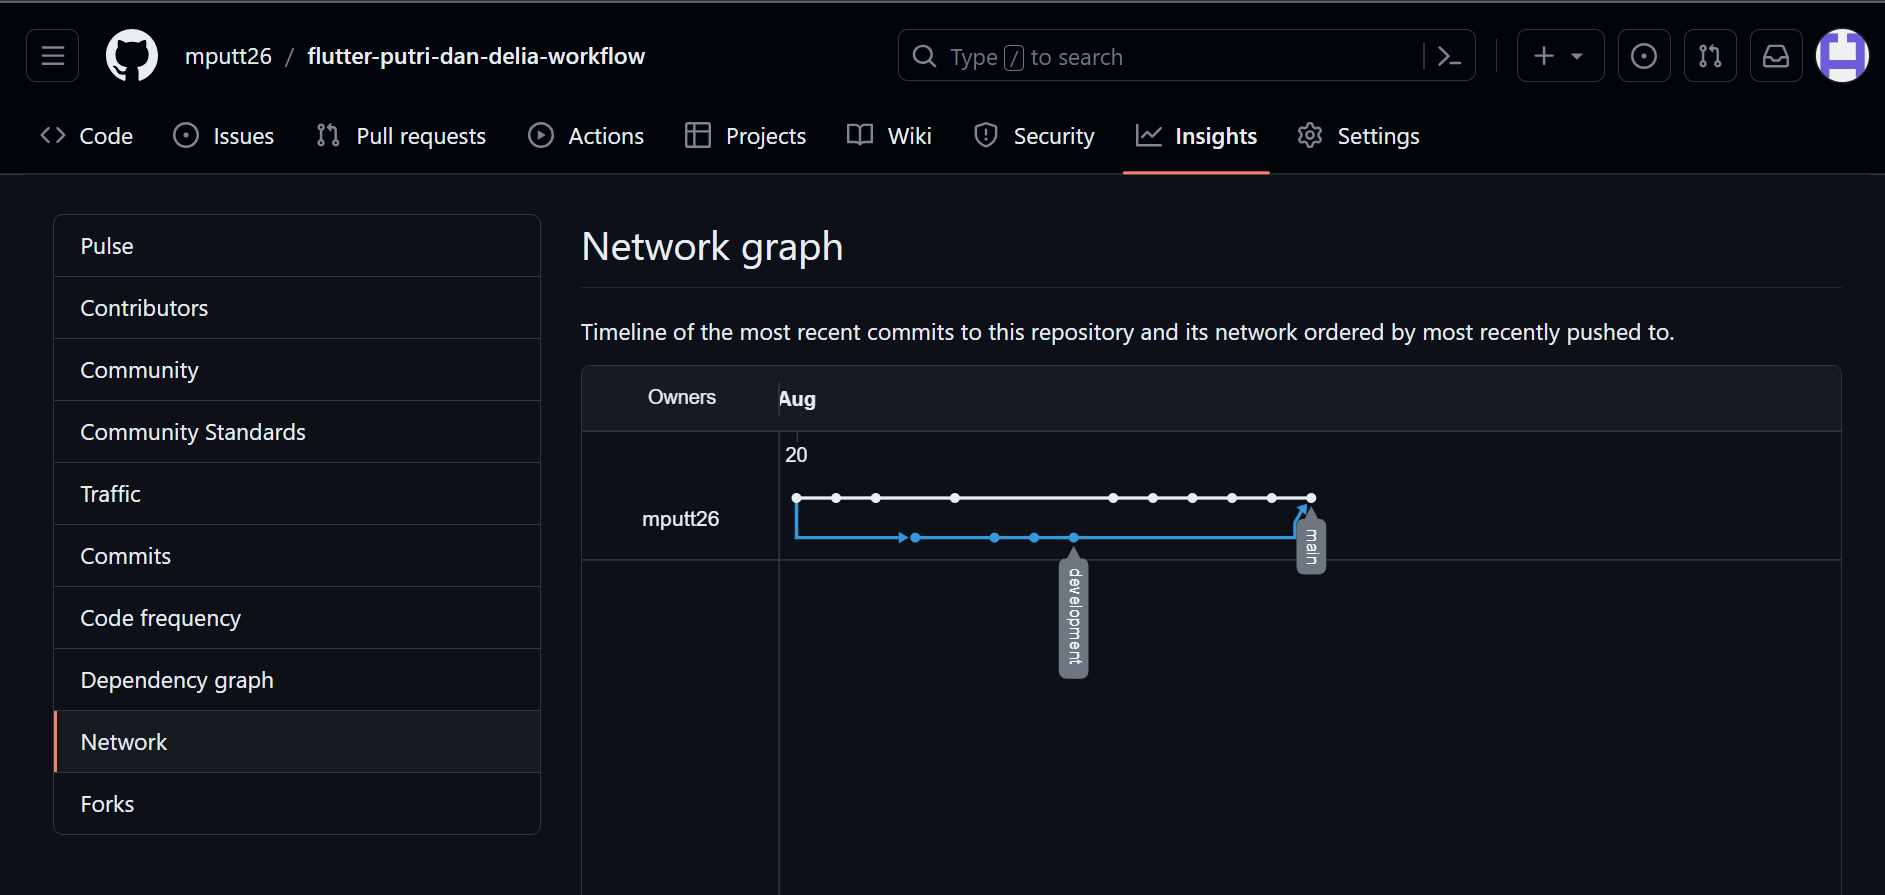 mputt26 / flutter-putri-dan-delia-workflow
Type / to search
Code Issues Pull requests Actions Projects Wiki Security Insights Settings
Pulse
Contributors
Community
Community Standards
Traffic
Commits
Code frequency
Dependency graph
Network
Forks
Network graph
Timeline of the most recent commits to this repository and its network ordered by most recently pushed to.
Owners Aug
20
mputt26
main
development